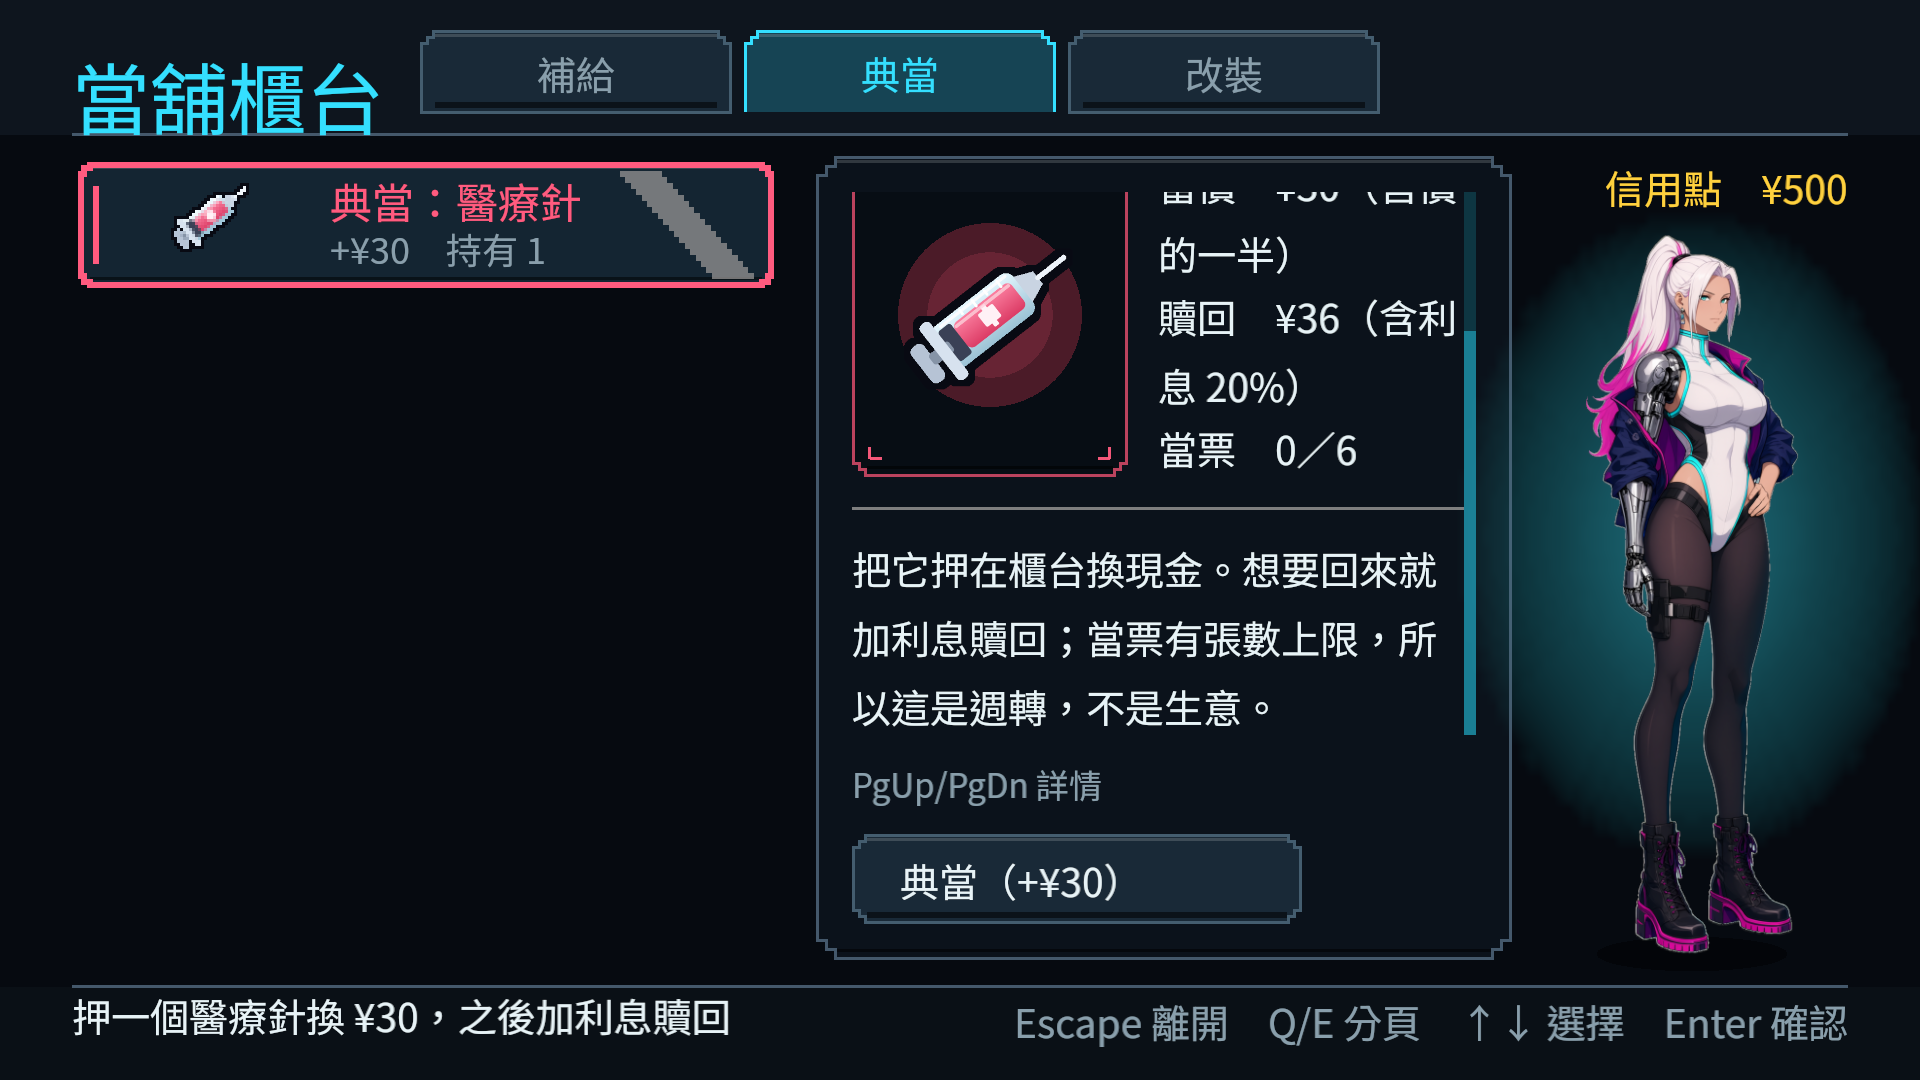 當舖櫃台
補給
典當
改裝
典當：醫療針
+¥30　持有 1
的一半）
贖回　¥36（含利
息 20%）
當票　0／6
把它押在櫃台換現金。想要回來就
加利息贖回；當票有張數上限，所
以這是週轉，不是生意。
PgUp/PgDn 詳情
典當（+¥30）
信用點　¥500
押一個醫療針換 ¥30，之後加利息贖回
Escape 離開　Q/E 分頁　↑↓ 選擇　Enter 確認